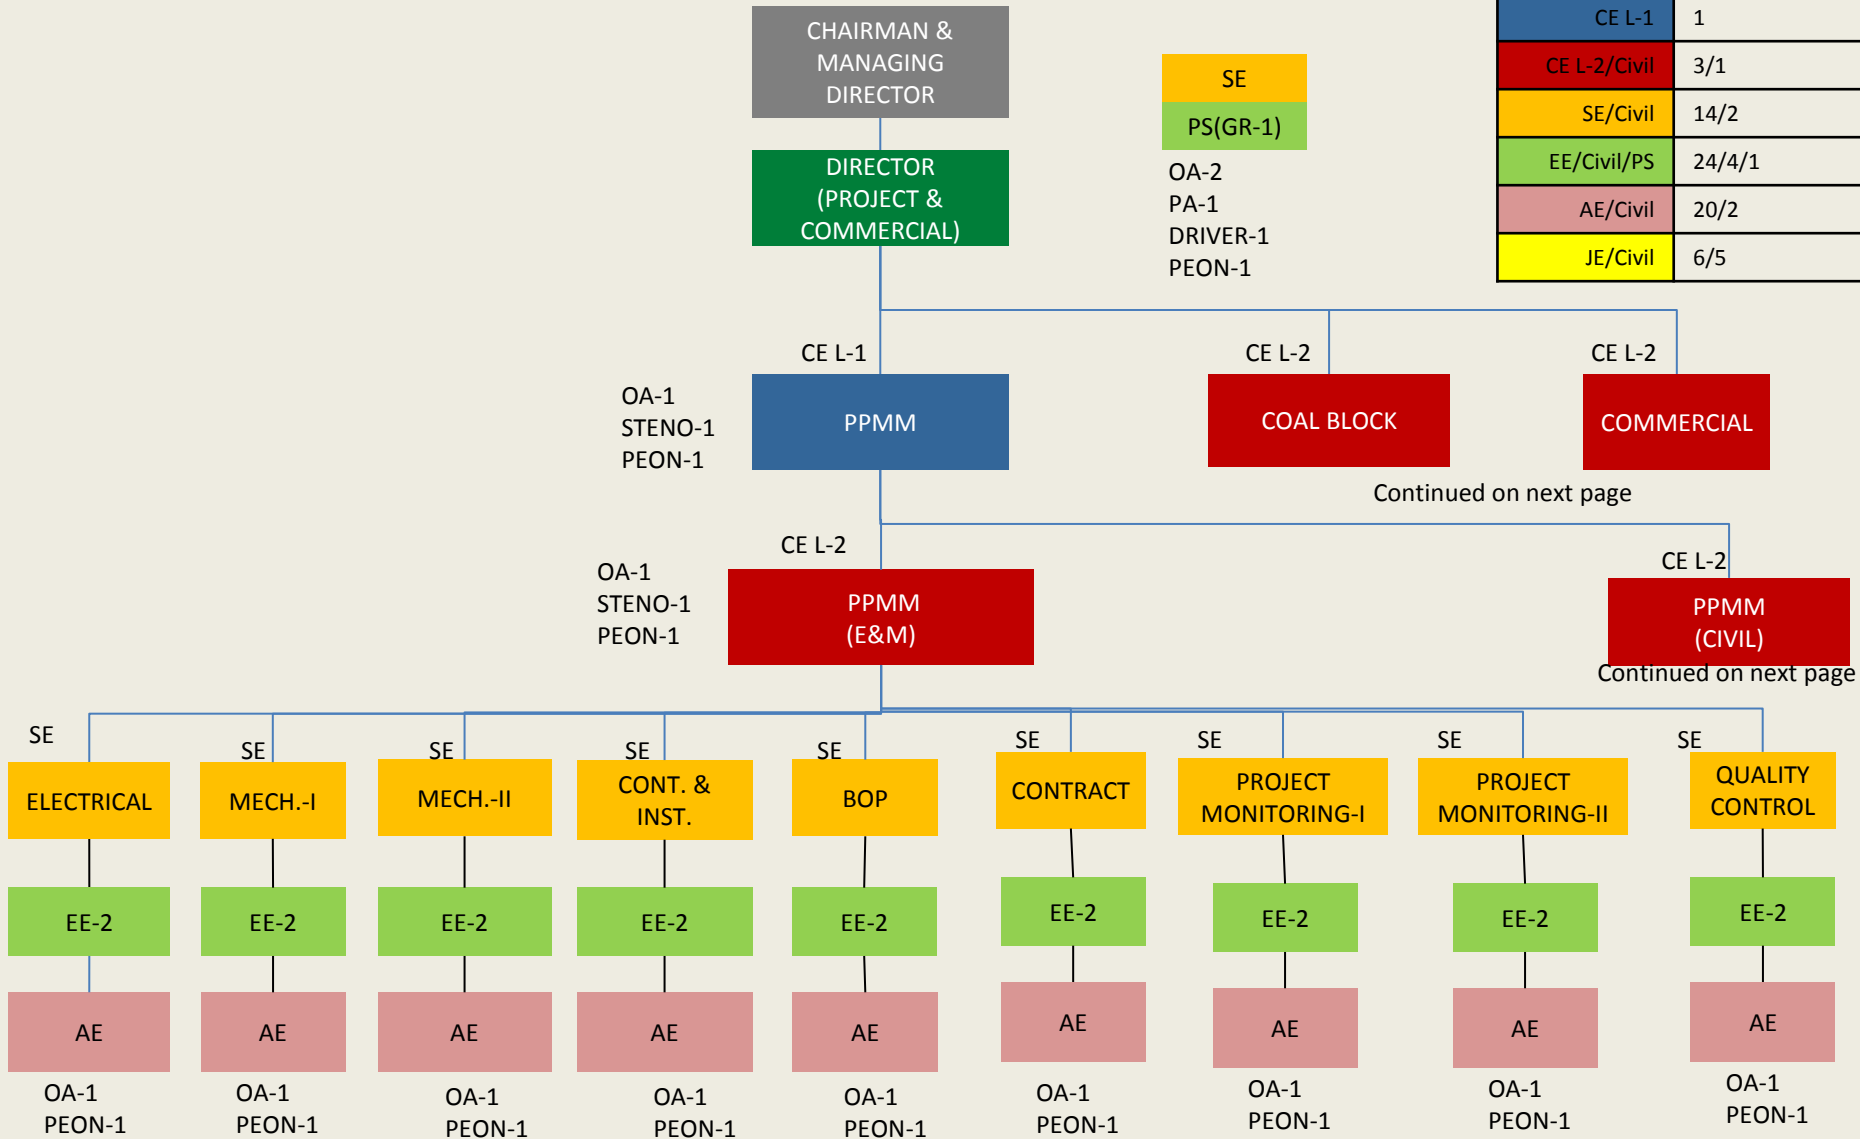 CHAIRMAN &
MANAGING
DIRECTOR
SE
PS(GR-1)
OA-2
PA-1
DRIVER-1
PEON-1
CE L-1 1
CE L-2/Civil 3/1
SE/Civil 14/2
EE/Civil/PS 24/4/1
AE/Civil 20/2
JE/Civil 6/5
DIRECTOR
(PROJECT &
COMMERCIAL)
CE L-1
CE L-2
CE L-2
OA-1
STENO-1
PEON-1
PPMM
COAL BLOCK
COMMERCIAL
Continued on next page
CE L-2
CE L-2
OA-1
STENO-1
PEON-1
PPMM
(E&M)
PPMM
(CIVIL)
Continued on next page
SE
SE
SE
SE
SE
SE
SE
SE
SE
ELECTRICAL
MECH.-I
MECH.-II
CONT. &
INST.
BOP
CONTRACT
PROJECT
MONITORING-I
PROJECT
MONITORING-II
QUALITY
CONTROL
EE-2
EE-2
EE-2
EE-2
EE-2
EE-2
EE-2
EE-2
EE-2
AE
AE
AE
AE
AE
AE
AE
AE
AE
OA-1
PEON-1
OA-1
PEON-1
OA-1
PEON-1
OA-1
PEON-1
OA-1
PEON-1
OA-1
PEON-1
OA-1
PEON-1
OA-1
PEON-1
OA-1
PEON-1